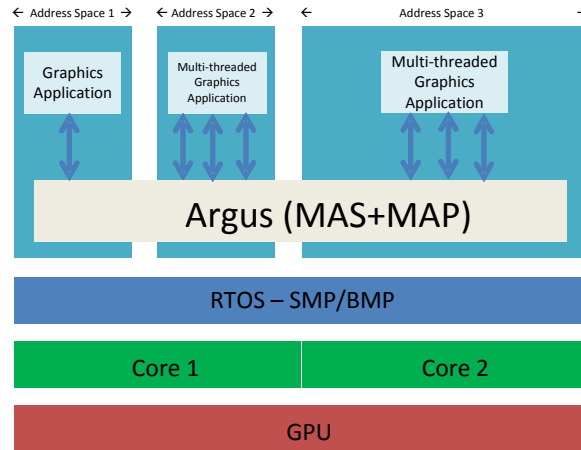 ← Address Space 1 →
← Address Space 2 →
← Address Space 3 →
Graphics
Application
Multi-threaded
Graphics
Application
Multi-threaded
Graphics
Application
Argus (MAS+MAP)
RTOS – SMP/BMP
Core 1
Core 2
GPU